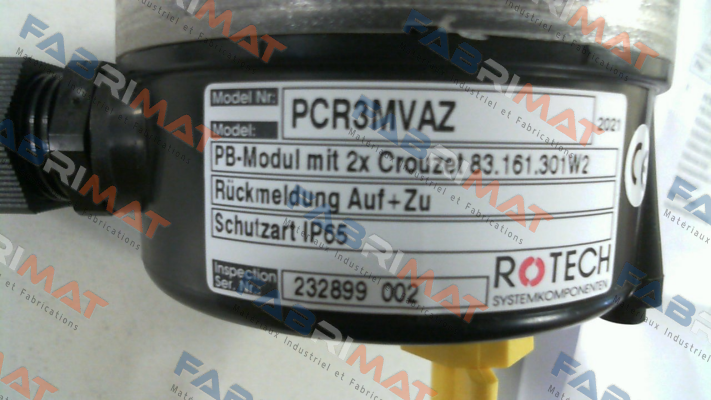 Model Nr.:
Model:
PCR3MVAZ
2021
PB-Modul mit 2x Crouzet 83.161.301W2
Rückmeldung Auf+Zu
Schutzart IP65
Inspection
Ser. Nr.:
232899 002
ROTECH
SYSTEMKOMPONENTEN
CE
FABRIMAT
Matériaux Industriel et Fabrications